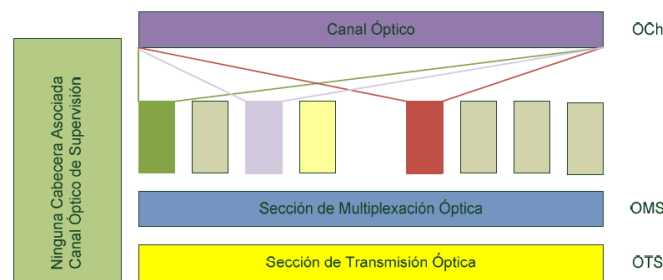 Canal Óptico
OCh
Ninguna Cabecera Asociada
Canal Óptico de Supervisión
Sección de Multiplexación Óptica
OMS
Sección de Transmisión Óptica
OTS